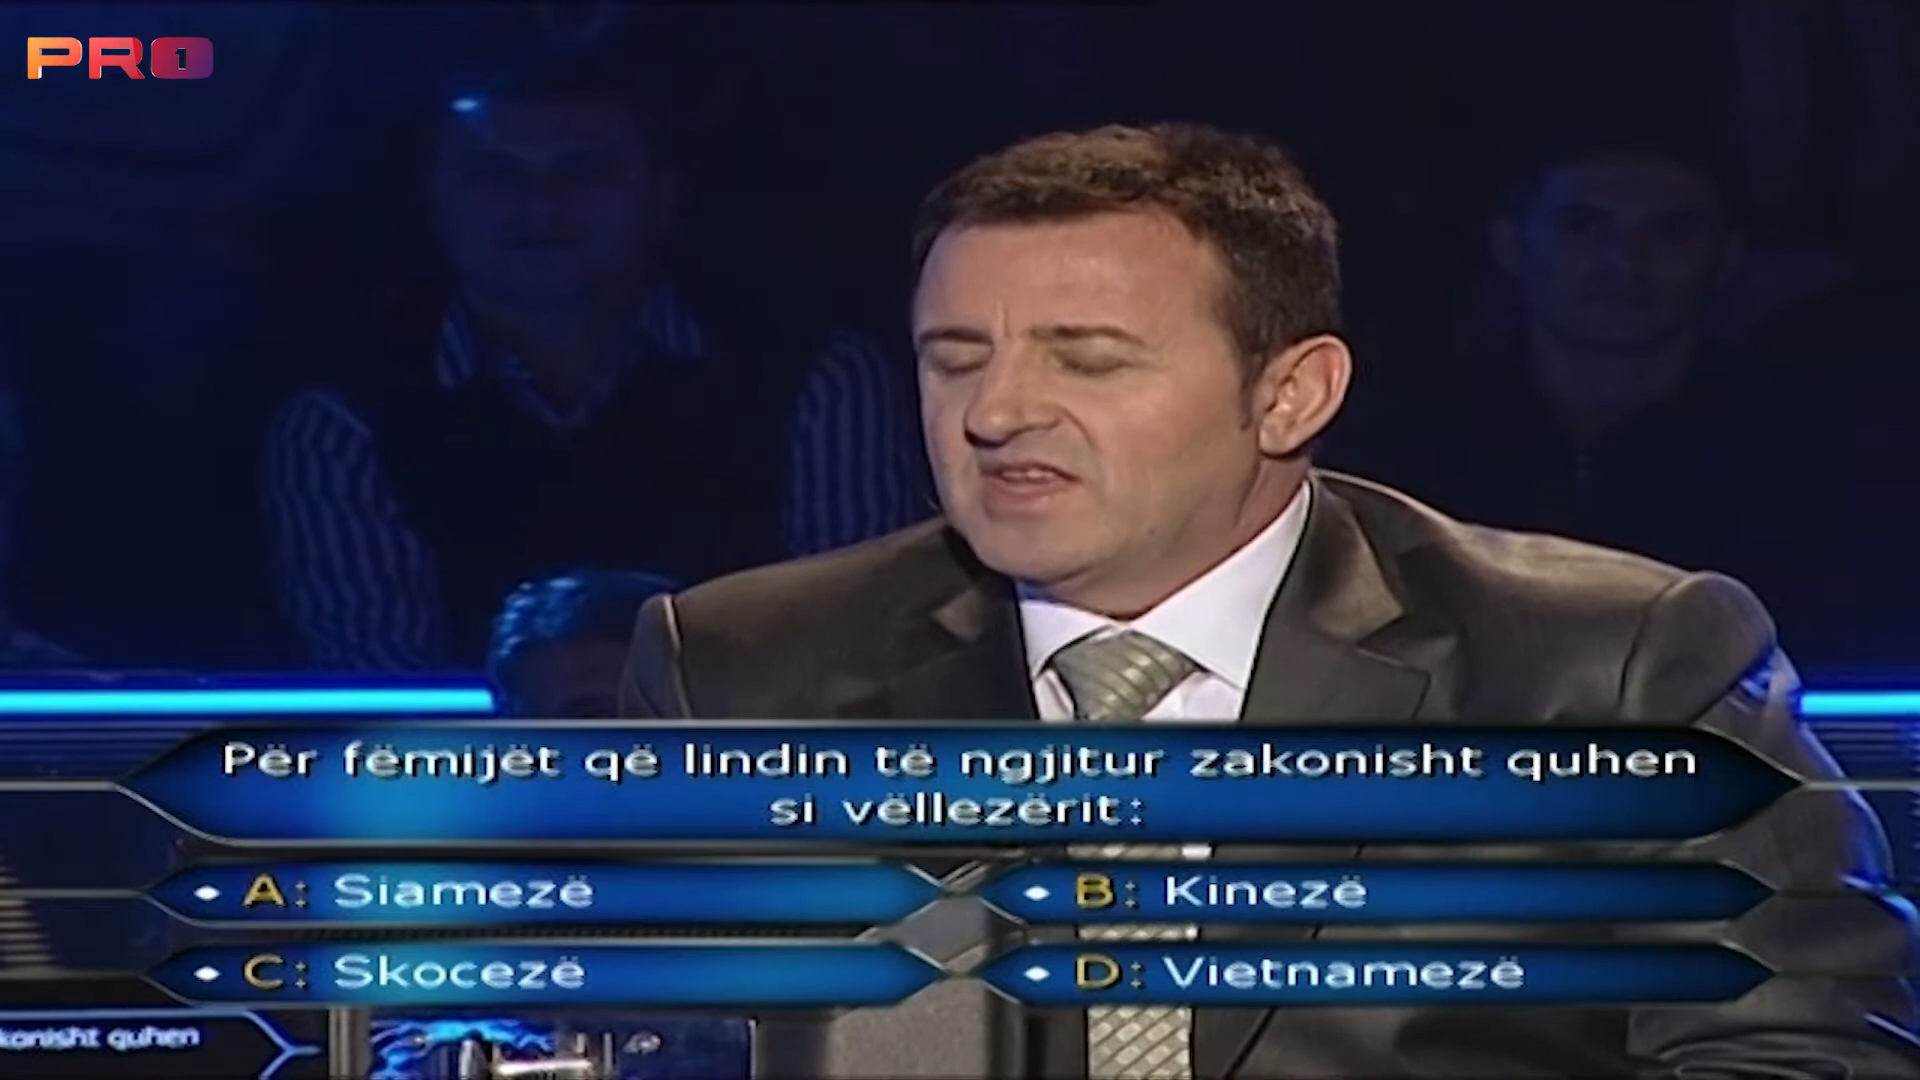 PRO 1
Për fëmijët që lindin të ngjitur zakonisht quhen
si vëllezërit:
A: Siamezë
B: Kinezë
C: Skocezë
D: Vietnamezë
konisht quhen